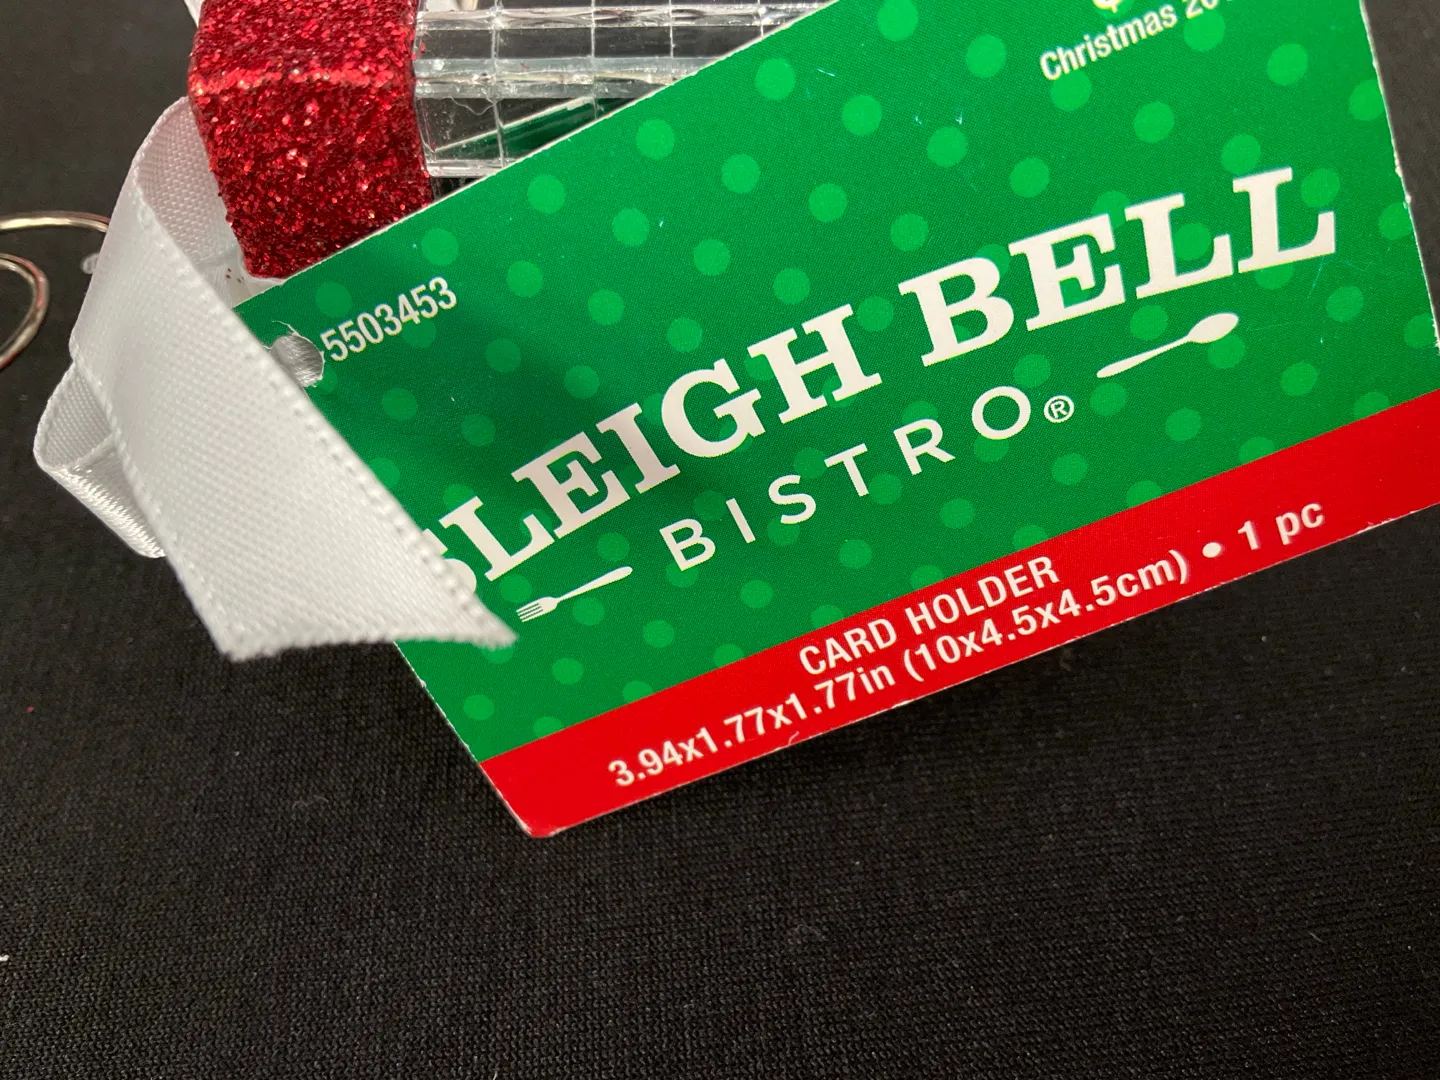 Christmas
5503453
SLEIGH BELL
BISTRO®
CARD HOLDER
3.94x1.77x1.77in (10x4.5x4.5cm) • 1 pc